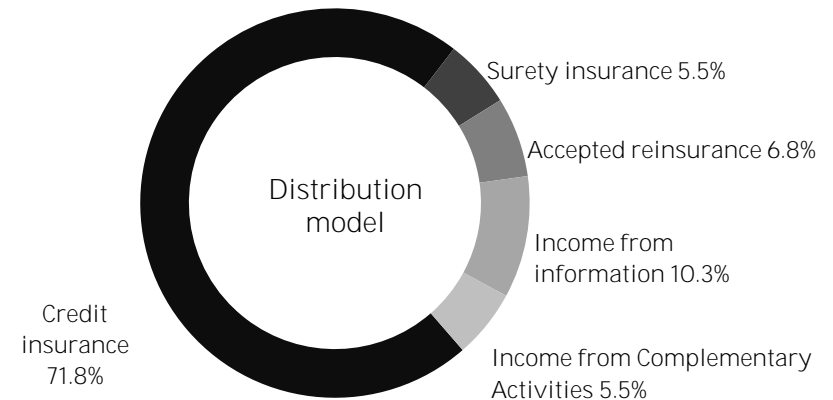 Surety insurance 5.5%
Accepted reinsurance 6.8%
Distribution
model
Income from
information 10.3%
Credit
insurance
71.8%
Income from Complementary
Activities 5.5%